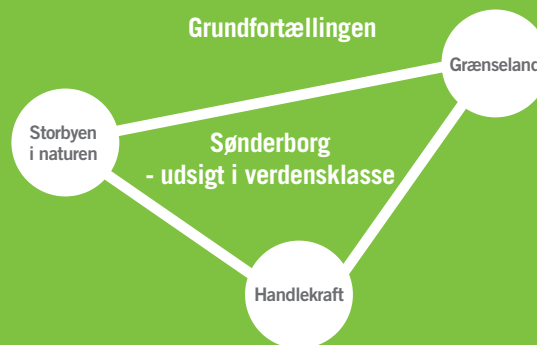 Grundfortællingen
Grænseland
Storbyen
i naturen
Sønderborg
- udsigt i verdensklasse
Handlekraft